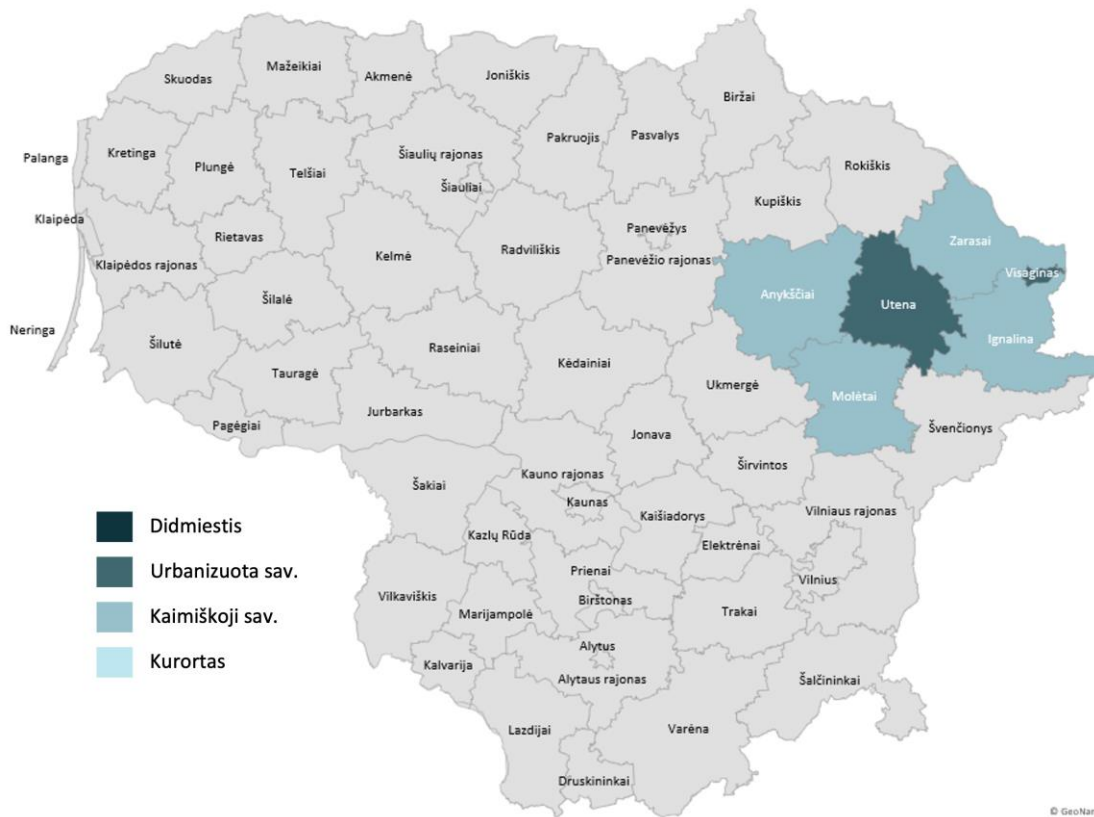 Mažeikiai
Akmenė
Joniškis
Skuodas
Biržai
Pakruojis
Pasvalys
Palanga
Kretinga
Plungė
Telšiai
Šiaulių rajonas
Šiauliai
Rokiškis
Kupiškis
Klaipėda
Rietavas
Klaipėdos rajonas
Kelmė
Radviliškis
Panevėžys
Panevėžio rajonas
Zarasai
Visaginas
Anykščiai
Utena
Ignalina
Neringa
Šilutė
Šilalė
Tauragė
Raseiniai
Kėdainiai
Ukmergė
Molėtai
Švenčionys
Pagėgiai
Jurbarkas
Jonava
Širvintos
Šakiai
Kauno rajonas
Kaunas
Kaišiadorys
Vilniaus rajonas
Kazlų Rūda
Elektrėnai
Vilnius
Prienai
Birštonas
Trakai
Vilkaviškis
Marijampolė
Kalvarija
Alytus
Alytaus rajonas
Šalčininkai
Lazdijai
Varėna
Druskininkai
Didmiestis
Urbanizuota sav.
Kaimiškoji sav.
Kurortas
© GeoNam